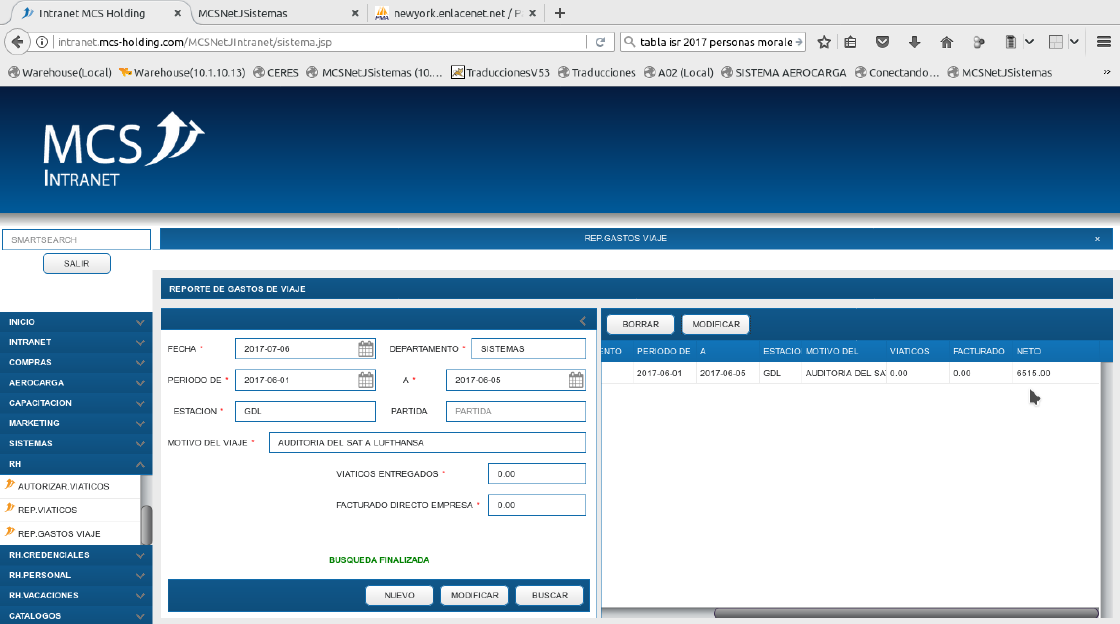 Intranet MCS Holding × MCSNetJSistemas × newyork.enlacenet.net / P × +
intranet.mcs-holding.com/MCSNetJIntranet/sistema.jsp tabla isr 2017 personas morale
Warehouse(Local) Warehouse(10.1.10.13) CERES MCSNetJSistemas (10.... TraduccionesV53 Traducciones A02 (Local) SISTEMA AEROCARGA Conectando... MCSNetJSistemas »
MCS
INTRANET
SMARTSEARCH
REP.GASTOS VIAJE ×
SALIR
REPORTE DE GASTOS DE VIAJE
INICIO
INTRANET
COMPRAS
AEROCARGA
CAPACITACION
MARKETING
SISTEMAS
RH
AUTORIZAR.VIATICOS
REP.VIATICOS
REP.GASTOS VIAJE
RH.CREDENCIALES
RH.PERSONAL
RH.VACACIONES
CATALOGOS
FECHA * 2017-07-06 DEPARTAMENTO * SISTEMAS
PERIODO DE * 2017-06-01 A * 2017-06-05
ESTACION * GDL PARTIDA PARTIDA
MOTIVO DEL VIAJE * AUDITORIA DEL SAT A LUFTHANSA
VIATICOS ENTREGADOS * 0.00
FACTURADO DIRECTO EMPRESA * 0.00
BUSQUEDA FINALIZADA
NUEVO MODIFICAR BUSCAR
BORRAR MODIFICAR
ENTO PERIODO DE A ESTACIO MOTIVO DEL VIATICOS FACTURADO NETO
2017-06-01 2017-06-05 GDL AUDITORIA DEL SA 0.00 0.00 6515.00